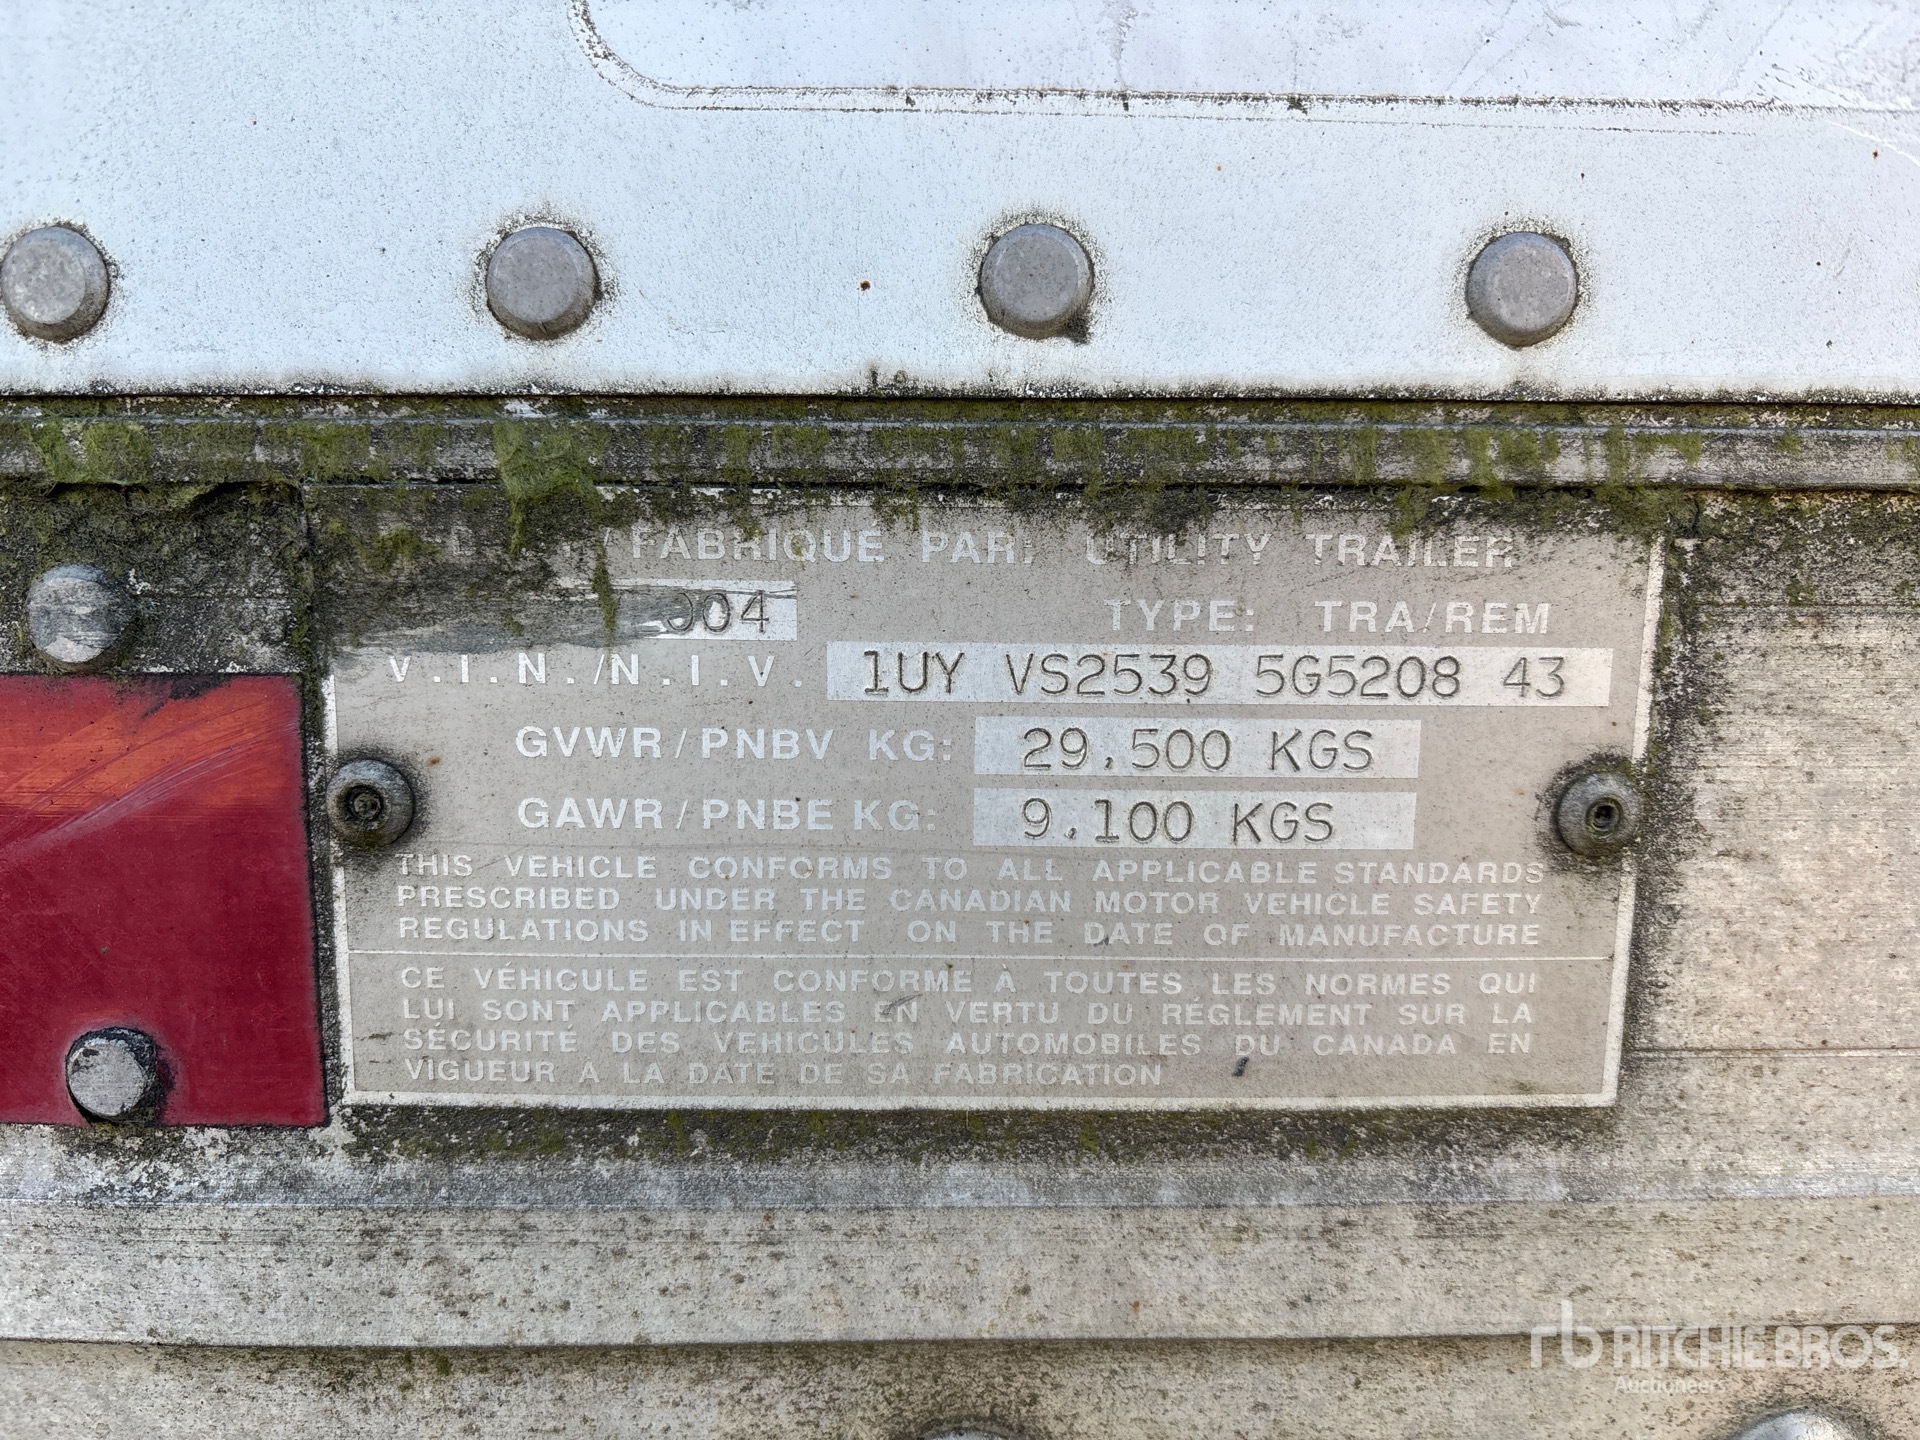 /FABRIQUÉ PAR: UTILITY TRAILER
004 TYPE: TRA/REM
V.I.N./N.I.V. 1UY VS2539 5G5208 43
GVWR/PNBV KG: 29,500 KGS
GAWR/PNBE KG: 9,100 KGS
THIS VEHICLE CONFORMS TO ALL APPLICABLE STANDARDS
PRESCRIBED UNDER THE CANADIAN MOTOR VEHICLE SAFETY
REGULATIONS IN EFFECT ON THE DATE OF MANUFACTURE
CE VÉHICULE EST CONFORME À TOUTES LES NORMES QUI
LUI SONT APPLICABLES EN VERTU DU RÉGLEMENT SUR LA
SÉCURITÉ DES VEHICULES AUTOMOBILES DU CANADA EN
VIGUEUR A LA DATE DE SA FABRICATION
rb RITCHIE BROS.
Auctioneers